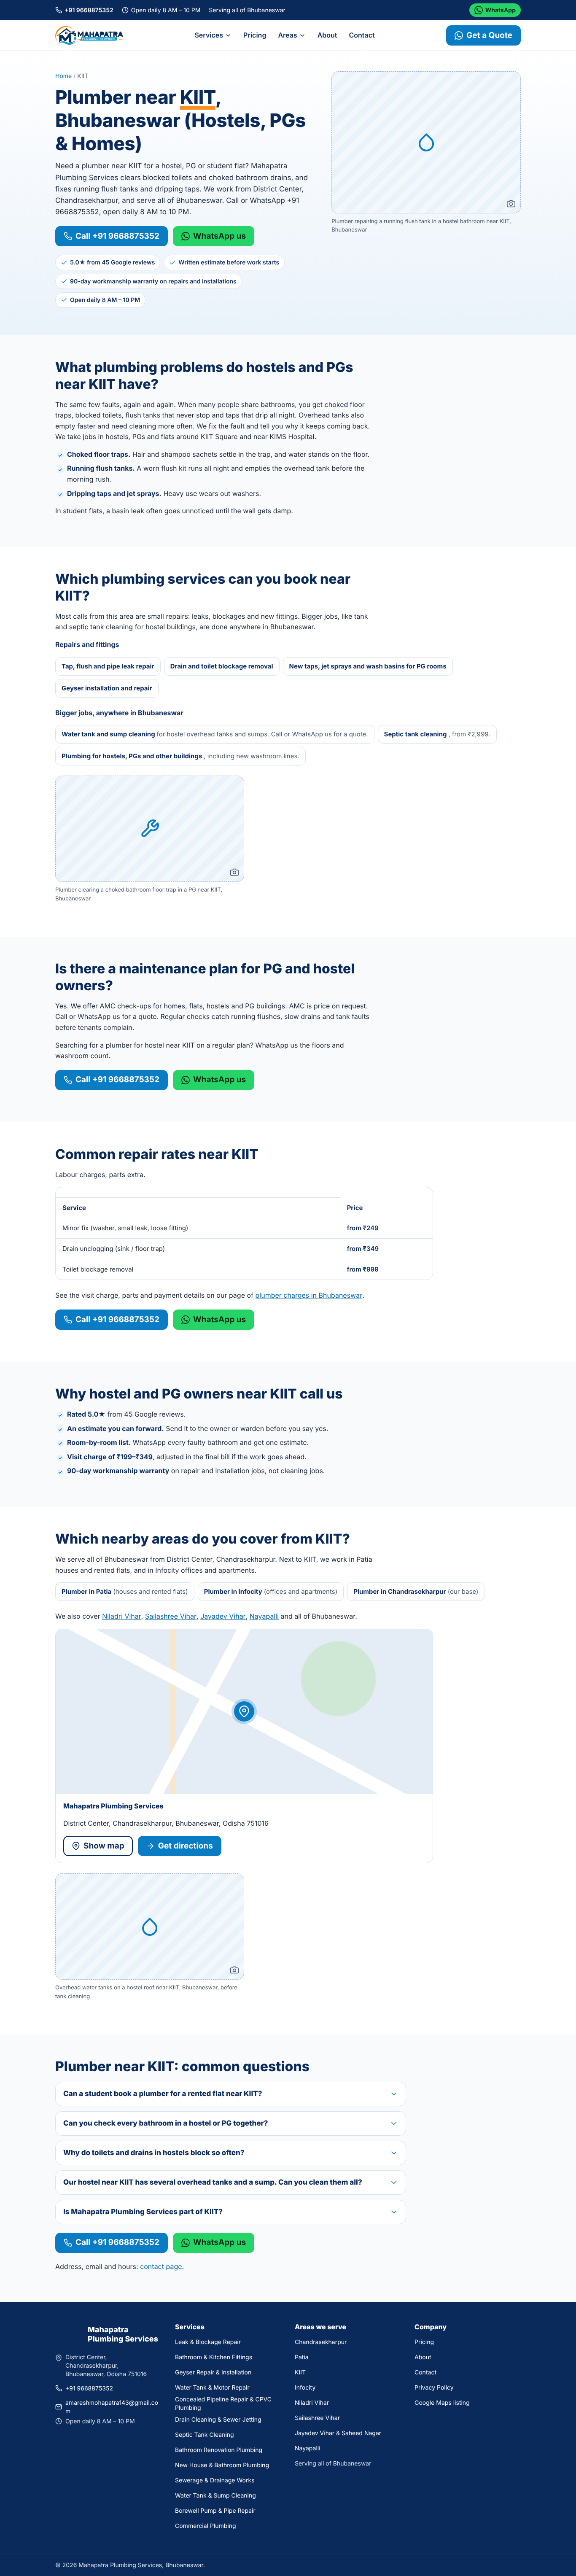 +91 9668875352
Open daily 8 AM – 10 PM
Serving all of Bhubaneswar
WhatsApp
MAHAPATRA
Services
Pricing
Areas
About
Contact
Get a Quote
Home / KIIT
Plumber near KIIT,
Bhubaneswar (Hostels, PGs
& Homes)
Need a plumber near KIIT for a hostel, PG or student flat? Mahapatra
Plumbing Services clears blocked toilets and choked bathroom drains, and
fixes running flush tanks and dripping taps. We work from District Center,
Chandrasekharpur, and serve all of Bhubaneswar. Call or WhatsApp +91
9668875352, open daily 8 AM to 10 PM.
Call +91 9668875352
WhatsApp us
5.0★ from 45 Google reviews
Written estimate before work starts
90-day workmanship warranty on repairs and installations
Open daily 8 AM – 10 PM
Plumber repairing a running flush tank in a hostel bathroom near KIIT,
Bhubaneswar
What plumbing problems do hostels and PGs
near KIIT have?
The same few faults, again and again. When many people share bathrooms, you get choked floor
traps, blocked toilets, flush tanks that never stop and taps that drip all night. Overhead tanks also
empty faster and need cleaning more often. We fix the fault and tell you why it keeps coming back.
We take jobs in hostels, PGs and flats around KIIT Square and near KIMS Hospital.
Choked floor traps. Hair and shampoo sachets settle in the trap, and water stands on the floor.
Running flush tanks. A worn flush kit runs all night and empties the overhead tank before the
morning rush.
Dripping taps and jet sprays. Heavy use wears out washers.
In student flats, a basin leak often goes unnoticed until the wall gets damp.
Which plumbing services can you book near
KIIT?
Most calls from this area are small repairs: leaks, blockages and new fittings. Bigger jobs, like tank
and septic tank cleaning for hostel buildings, are done anywhere in Bhubaneswar.
Repairs and fittings
Tap, flush and pipe leak repair
Drain and toilet blockage removal
New taps, jet sprays and wash basins for PG rooms
Geyser installation and repair
Bigger jobs, anywhere in Bhubaneswar
Water tank and sump cleaning for hostel overhead tanks and sumps. Call or WhatsApp us for a quote.
Septic tank cleaning , from ₹2,999.
Plumbing for hostels, PGs and other buildings , including new washroom lines.
Plumber clearing a choked bathroom floor trap in a PG near KIIT,
Bhubaneswar
Is there a maintenance plan for PG and hostel
owners?
Yes. We offer AMC check-ups for homes, flats, hostels and PG buildings. AMC is price on request.
Call or WhatsApp us for a quote. Regular checks catch running flushes, slow drains and tank faults
before tenants complain.
Searching for a plumber for hostel near KIIT on a regular plan? WhatsApp us the floors and
washroom count.
Call +91 9668875352
WhatsApp us
Common repair rates near KIIT
Labour charges, parts extra.
Service
Price
Minor fix (washer, small leak, loose fitting)
from ₹249
Drain unclogging (sink / floor trap)
from ₹349
Toilet blockage removal
from ₹999
See the visit charge, parts and payment details on our page of plumber charges in Bhubaneswar.
Call +91 9668875352
WhatsApp us
Why hostel and PG owners near KIIT call us
Rated 5.0★ from 45 Google reviews.
An estimate you can forward. Send it to the owner or warden before you say yes.
Room-by-room list. WhatsApp every faulty bathroom and get one estimate.
Visit charge of ₹199–₹349, adjusted in the final bill if the work goes ahead.
90-day workmanship warranty on repair and installation jobs, not cleaning jobs.
Which nearby areas do you cover from KIIT?
We serve all of Bhubaneswar from District Center, Chandrasekharpur. Next to KIIT, we work in Patia
houses and rented flats, and in Infocity offices and apartments.
Plumber in Patia (houses and rented flats)
Plumber in Infocity (offices and apartments)
Plumber in Chandrasekharpur (our base)
We also cover Niladri Vihar, Sailashree Vihar, Jayadev Vihar, Nayapalli and all of Bhubaneswar.
Mahapatra Plumbing Services
District Center, Chandrasekharpur, Bhubaneswar, Odisha 751016
Show map
Get directions
Overhead water tanks on a hostel roof near KIIT, Bhubaneswar, before
tank cleaning
Plumber near KIIT: common questions
Can a student book a plumber for a rented flat near KIIT?
Can you check every bathroom in a hostel or PG together?
Why do toilets and drains in hostels block so often?
Our hostel near KIIT has several overhead tanks and a sump. Can you clean them all?
Is Mahapatra Plumbing Services part of KIIT?
Call +91 9668875352
WhatsApp us
Address, email and hours: contact page.
Mahapatra
Plumbing Services
District Center,
Chandrasekharpur,
Bhubaneswar, Odisha 751016
+91 9668875352
amareshmohapatra143@gmail.co
m
Open daily 8 AM – 10 PM
Services
Leak & Blockage Repair
Bathroom & Kitchen Fittings
Geyser Repair & Installation
Water Tank & Motor Repair
Concealed Pipeline Repair & CPVC
Plumbing
Drain Cleaning & Sewer Jetting
Septic Tank Cleaning
Bathroom Renovation Plumbing
New House & Bathroom Plumbing
Sewerage & Drainage Works
Water Tank & Sump Cleaning
Borewell Pump & Pipe Repair
Commercial Plumbing
Areas we serve
Chandrasekharpur
Patia
KIIT
Infocity
Niladri Vihar
Sailashree Vihar
Jayadev Vihar & Saheed Nagar
Nayapalli
Serving all of Bhubaneswar
Company
Pricing
About
Contact
Privacy Policy
Google Maps listing
© 2026 Mahapatra Plumbing Services, Bhubaneswar.